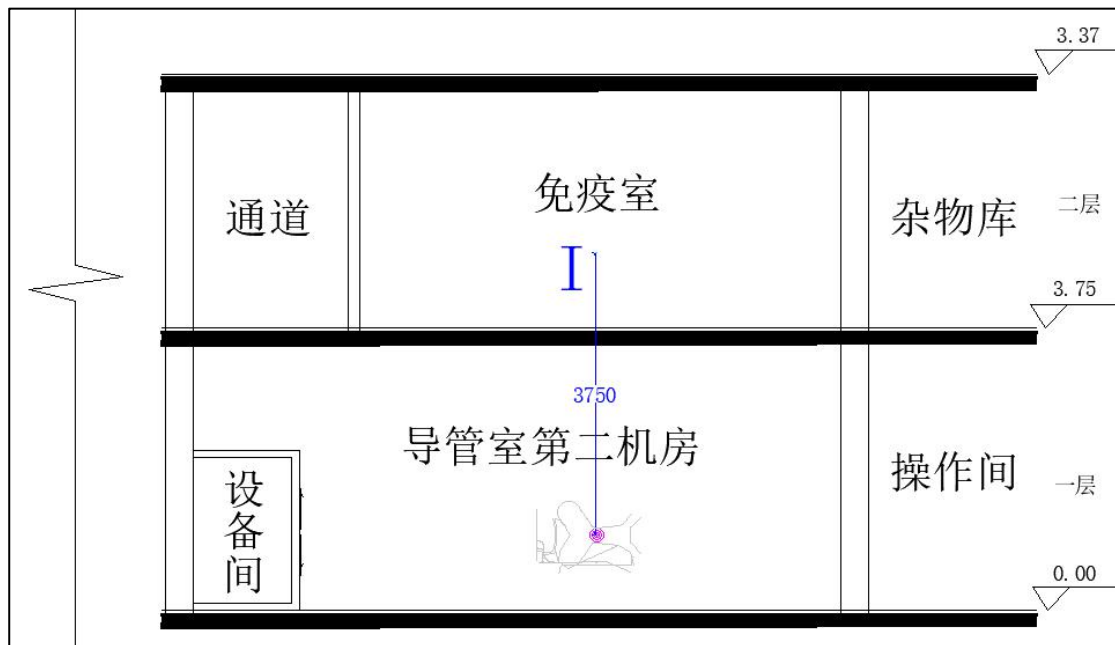 3.37
通道
免疫室
杂物库
二层
I
3.75
3750
导管室第二机房
设备间
操作间
一层
0.00